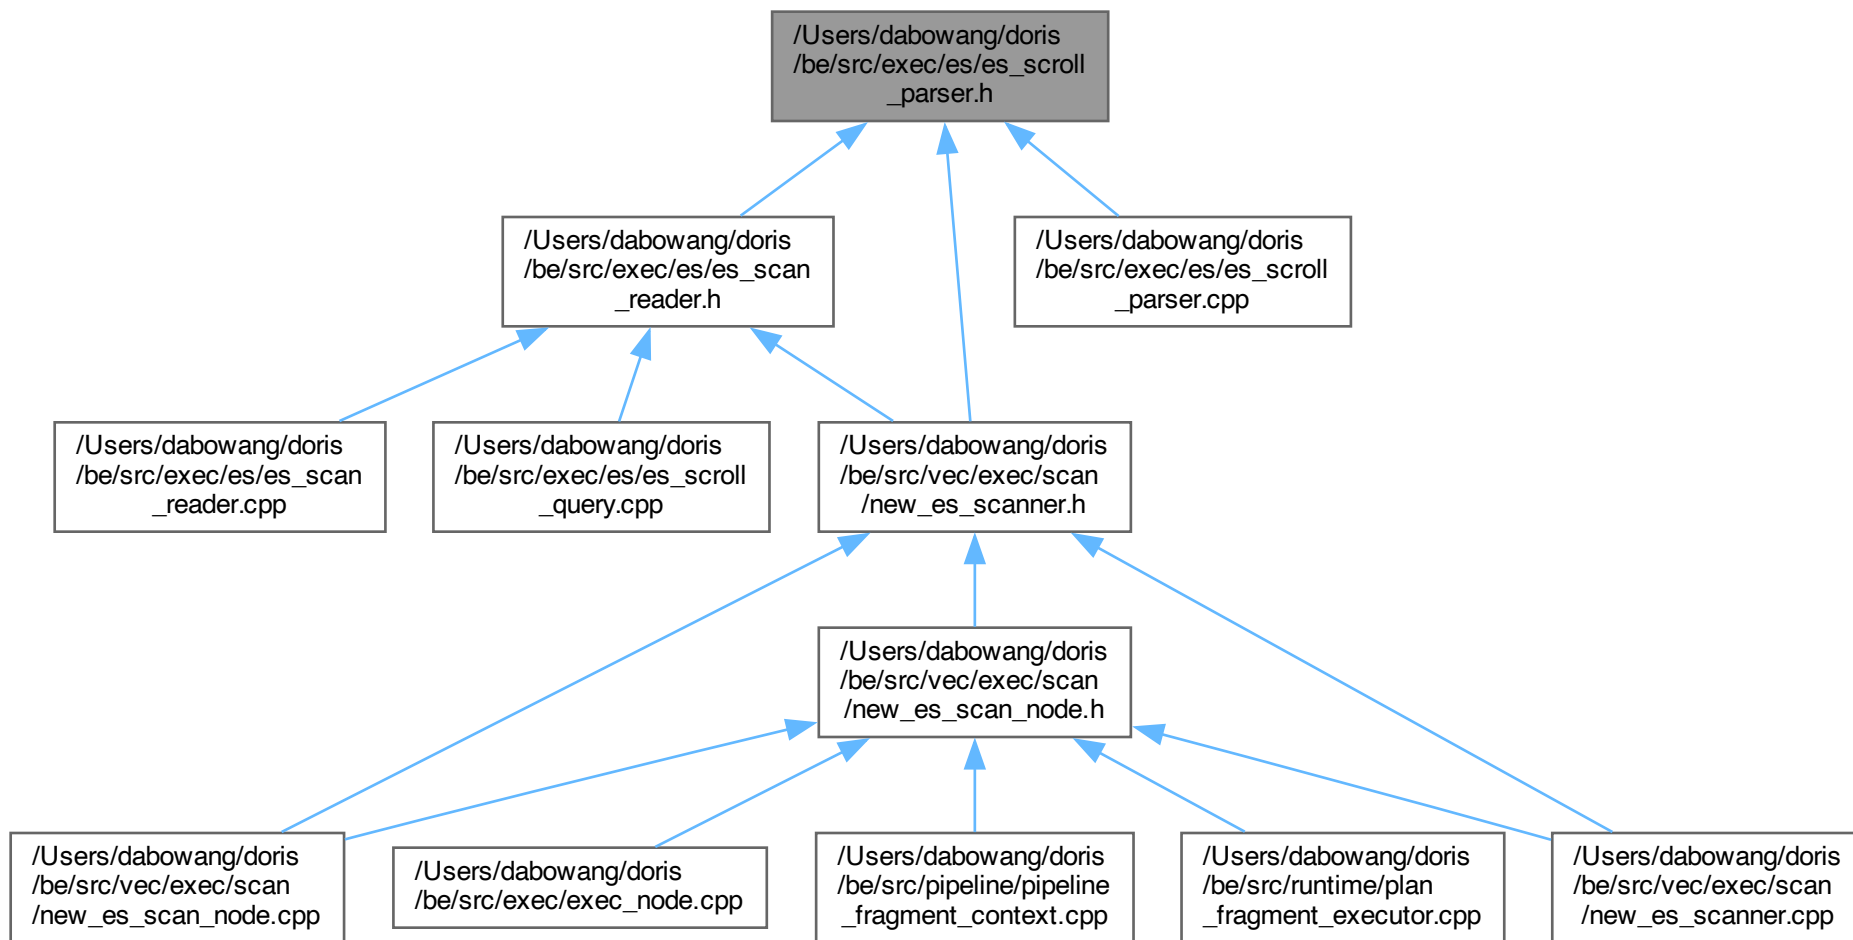 /Users/dabowang/doris
/be/src/exec/es/es_scroll
_parser.h
/Users/dabowang/doris
/be/src/exec/es/es_scan
_reader.h
/Users/dabowang/doris
/be/src/exec/es/es_scroll
_parser.cpp
/Users/dabowang/doris
/be/src/exec/es/es_scan
_reader.cpp
/Users/dabowang/doris
/be/src/exec/es/es_scroll
_query.cpp
/Users/dabowang/doris
/be/src/vec/exec/scan
/new_es_scanner.h
/Users/dabowang/doris
/be/src/vec/exec/scan
/new_es_scan_node.h
/Users/dabowang/doris
/be/src/vec/exec/scan
/new_es_scan_node.cpp
/Users/dabowang/doris
/be/src/exec/exec_node.cpp
/Users/dabowang/doris
/be/src/pipeline/pipeline
_fragment_context.cpp
/Users/dabowang/doris
/be/src/runtime/plan
_fragment_executor.cpp
/Users/dabowang/doris
/be/src/vec/exec/scan
/new_es_scanner.cpp